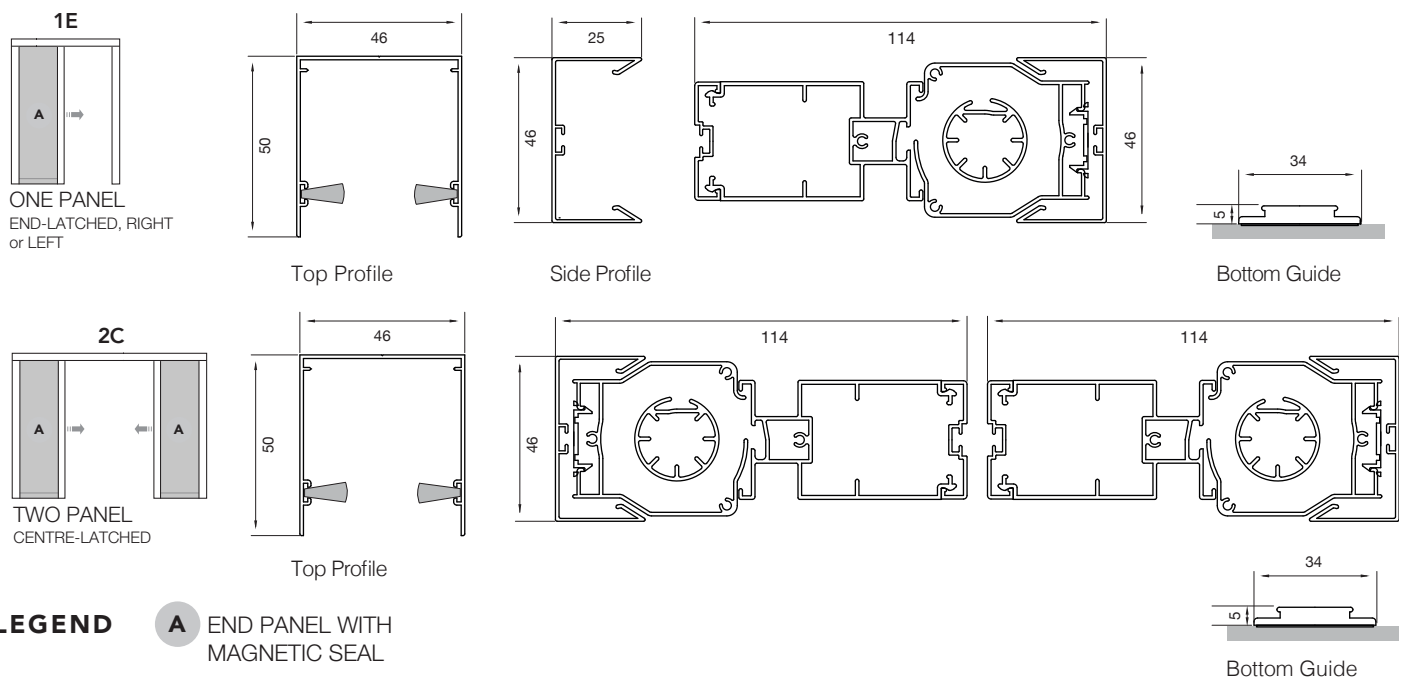 1E
A
ONE PANEL
END-LATCHED, RIGHT
or LEFT
46
50
Top Profile
25
46
Side Profile
114
46
34
5
Bottom Guide
2C
A
A
TWO PANEL
CENTRE-LATCHED
46
50
Top Profile
114
46
114
34
5
Bottom Guide
LEGEND
A END PANEL WITH
MAGNETIC SEAL